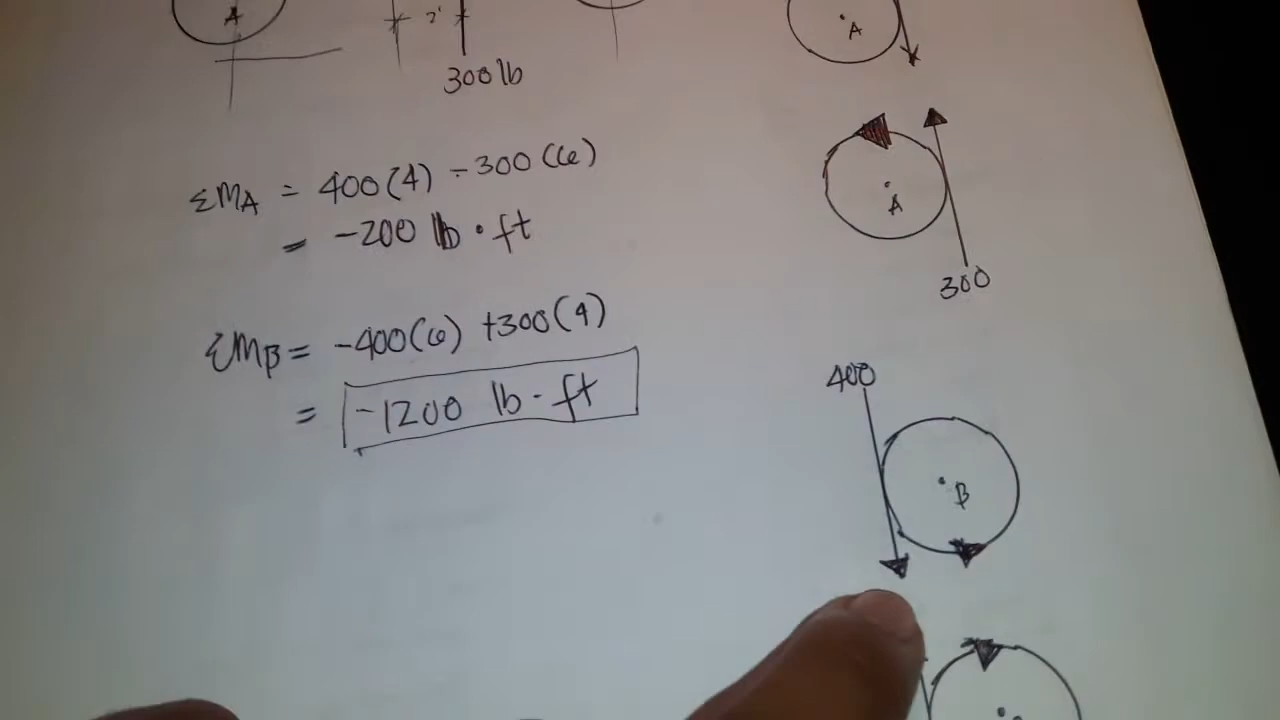 A
2'
300 lb
A
ΣMA = 400(4) - 300(6)
= -200 lb · ft
A
300
ΣMB = -400(6) +300(4)
= -1200 lb · ft
400
B